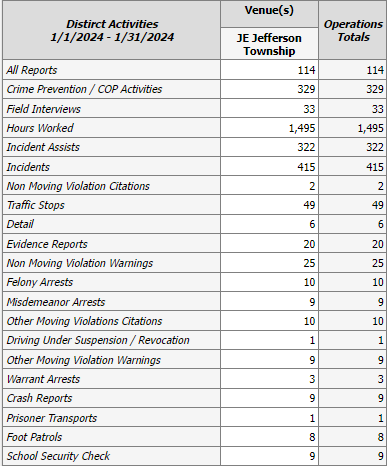 Distirct Activities
1/1/2024 - 1/31/2024
Venue(s)
Operations
Totals
JE Jefferson
Township
All Reports 114 114
Crime Prevention / COP Activities 329 329
Field Interviews 33 33
Hours Worked 1,495 1,495
Incident Assists 322 322
Incidents 415 415
Non Moving Violation Citations 2 2
Traffic Stops 49 49
Detail 6 6
Evidence Reports 20 20
Non Moving Violation Warnings 25 25
Felony Arrests 10 10
Misdemeanor Arrests 9 9
Other Moving Violations Citations 10 10
Driving Under Suspension / Revocation 1 1
Other Moving Violation Warnings 9 9
Warrant Arrests 3 3
Crash Reports 9 9
Prisoner Transports 1 1
Foot Patrols 8 8
School Security Check 9 9